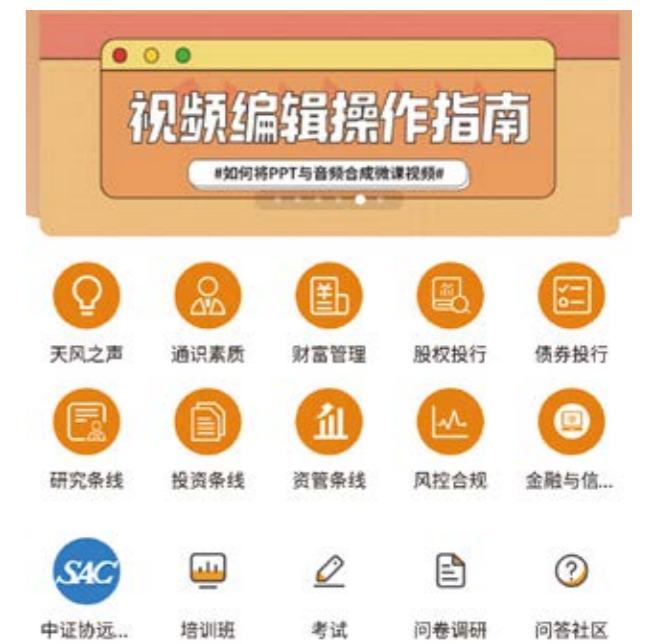 视频编辑操作指南
#如何将PPT与音频合成微课视频#
天风之声 通识素质 财富管理 股权投行 债券投行
研究条线 投资条线 资管条线 风控合规 金融与信...
SAC
中证协远... 培训班 考试 问卷调研 问答社区